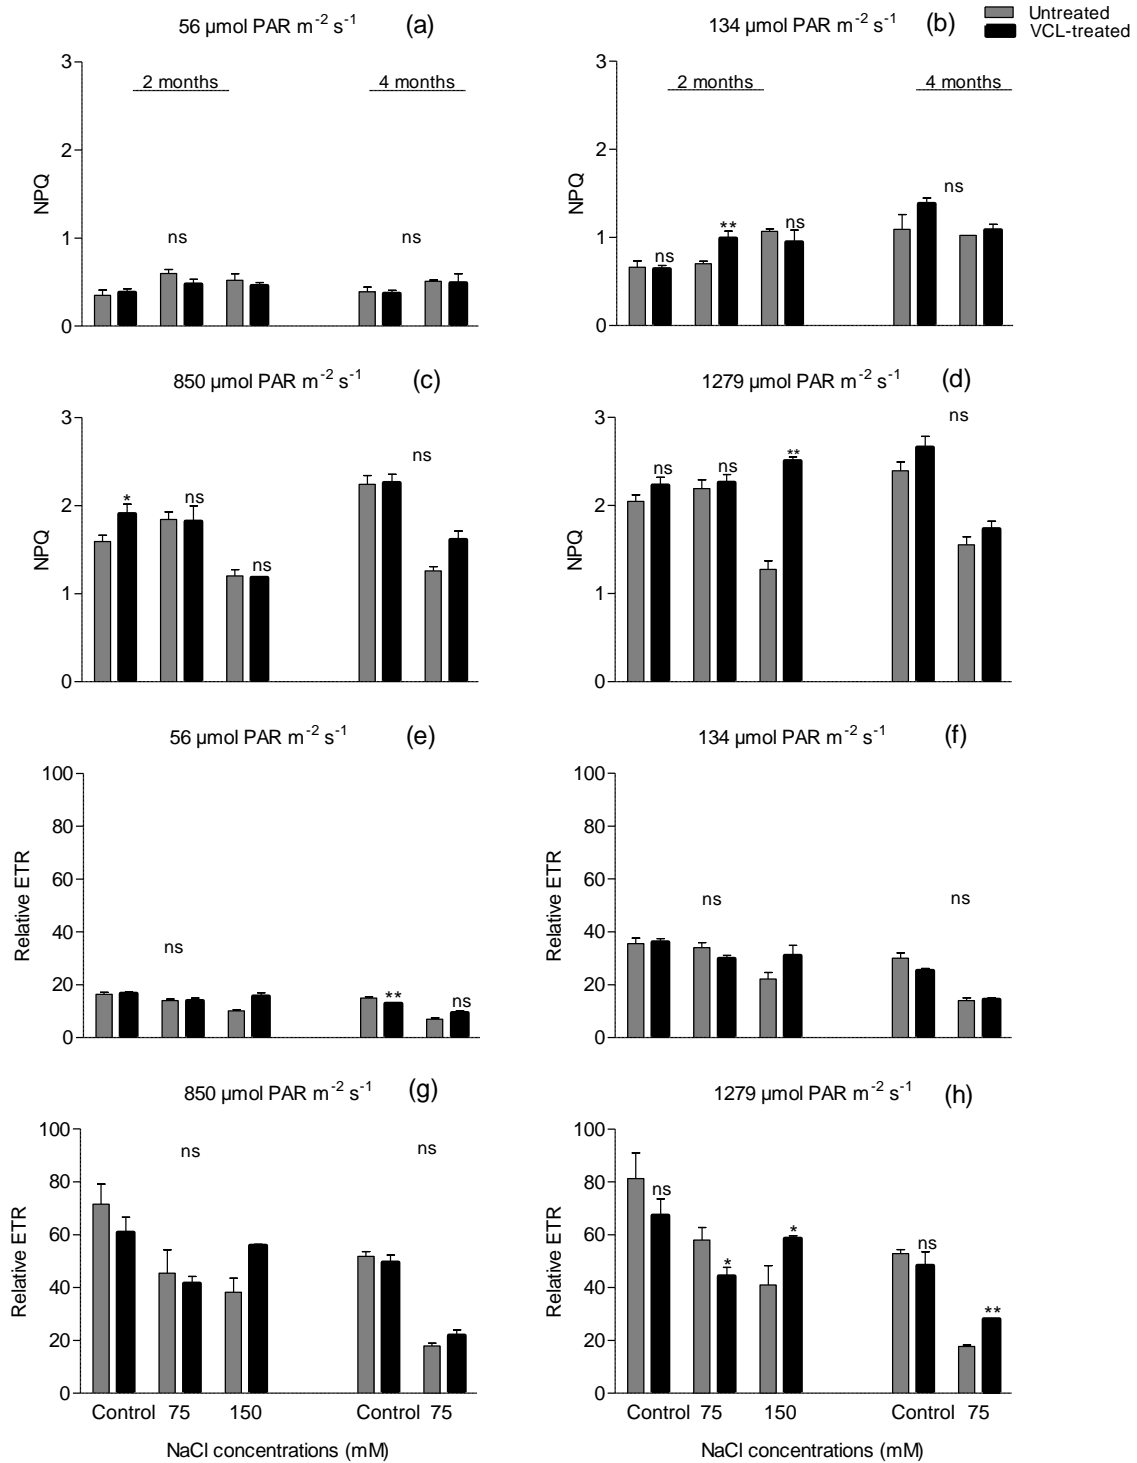 56 µmol PAR m⁻² s⁻¹ (a)
134 µmol PAR m⁻² s⁻¹ (b)
Untreated
VCL-treated
3
2 months
4 months
2
NPQ
1
ns
ns
0
3
2 months
4 months
2
NPQ
1
ns
**
ns
ns
0
850 µmol PAR m⁻² s⁻¹ (c)
1279 µmol PAR m⁻² s⁻¹ (d)
3
2
NPQ
1
*
ns
ns
ns
0
3
2
NPQ
1
ns
ns
**
ns
0
56 µmol PAR m⁻² s⁻¹ (e)
134 µmol PAR m⁻² s⁻¹ (f)
100
80
60
Relative ETR
40
20
0
ns
**
ns
100
80
60
Relative ETR
40
20
0
ns
ns
850 µmol PAR m⁻² s⁻¹ (g)
1279 µmol PAR m⁻² s⁻¹ (h)
100
80
60
Relative ETR
40
20
0
ns
ns
Control 75 150 Control 75
NaCl concentrations (mM)
100
80
60
Relative ETR
40
20
0
ns
*
*
ns
**
Control 75 150 Control 75
NaCl concentrations (mM)